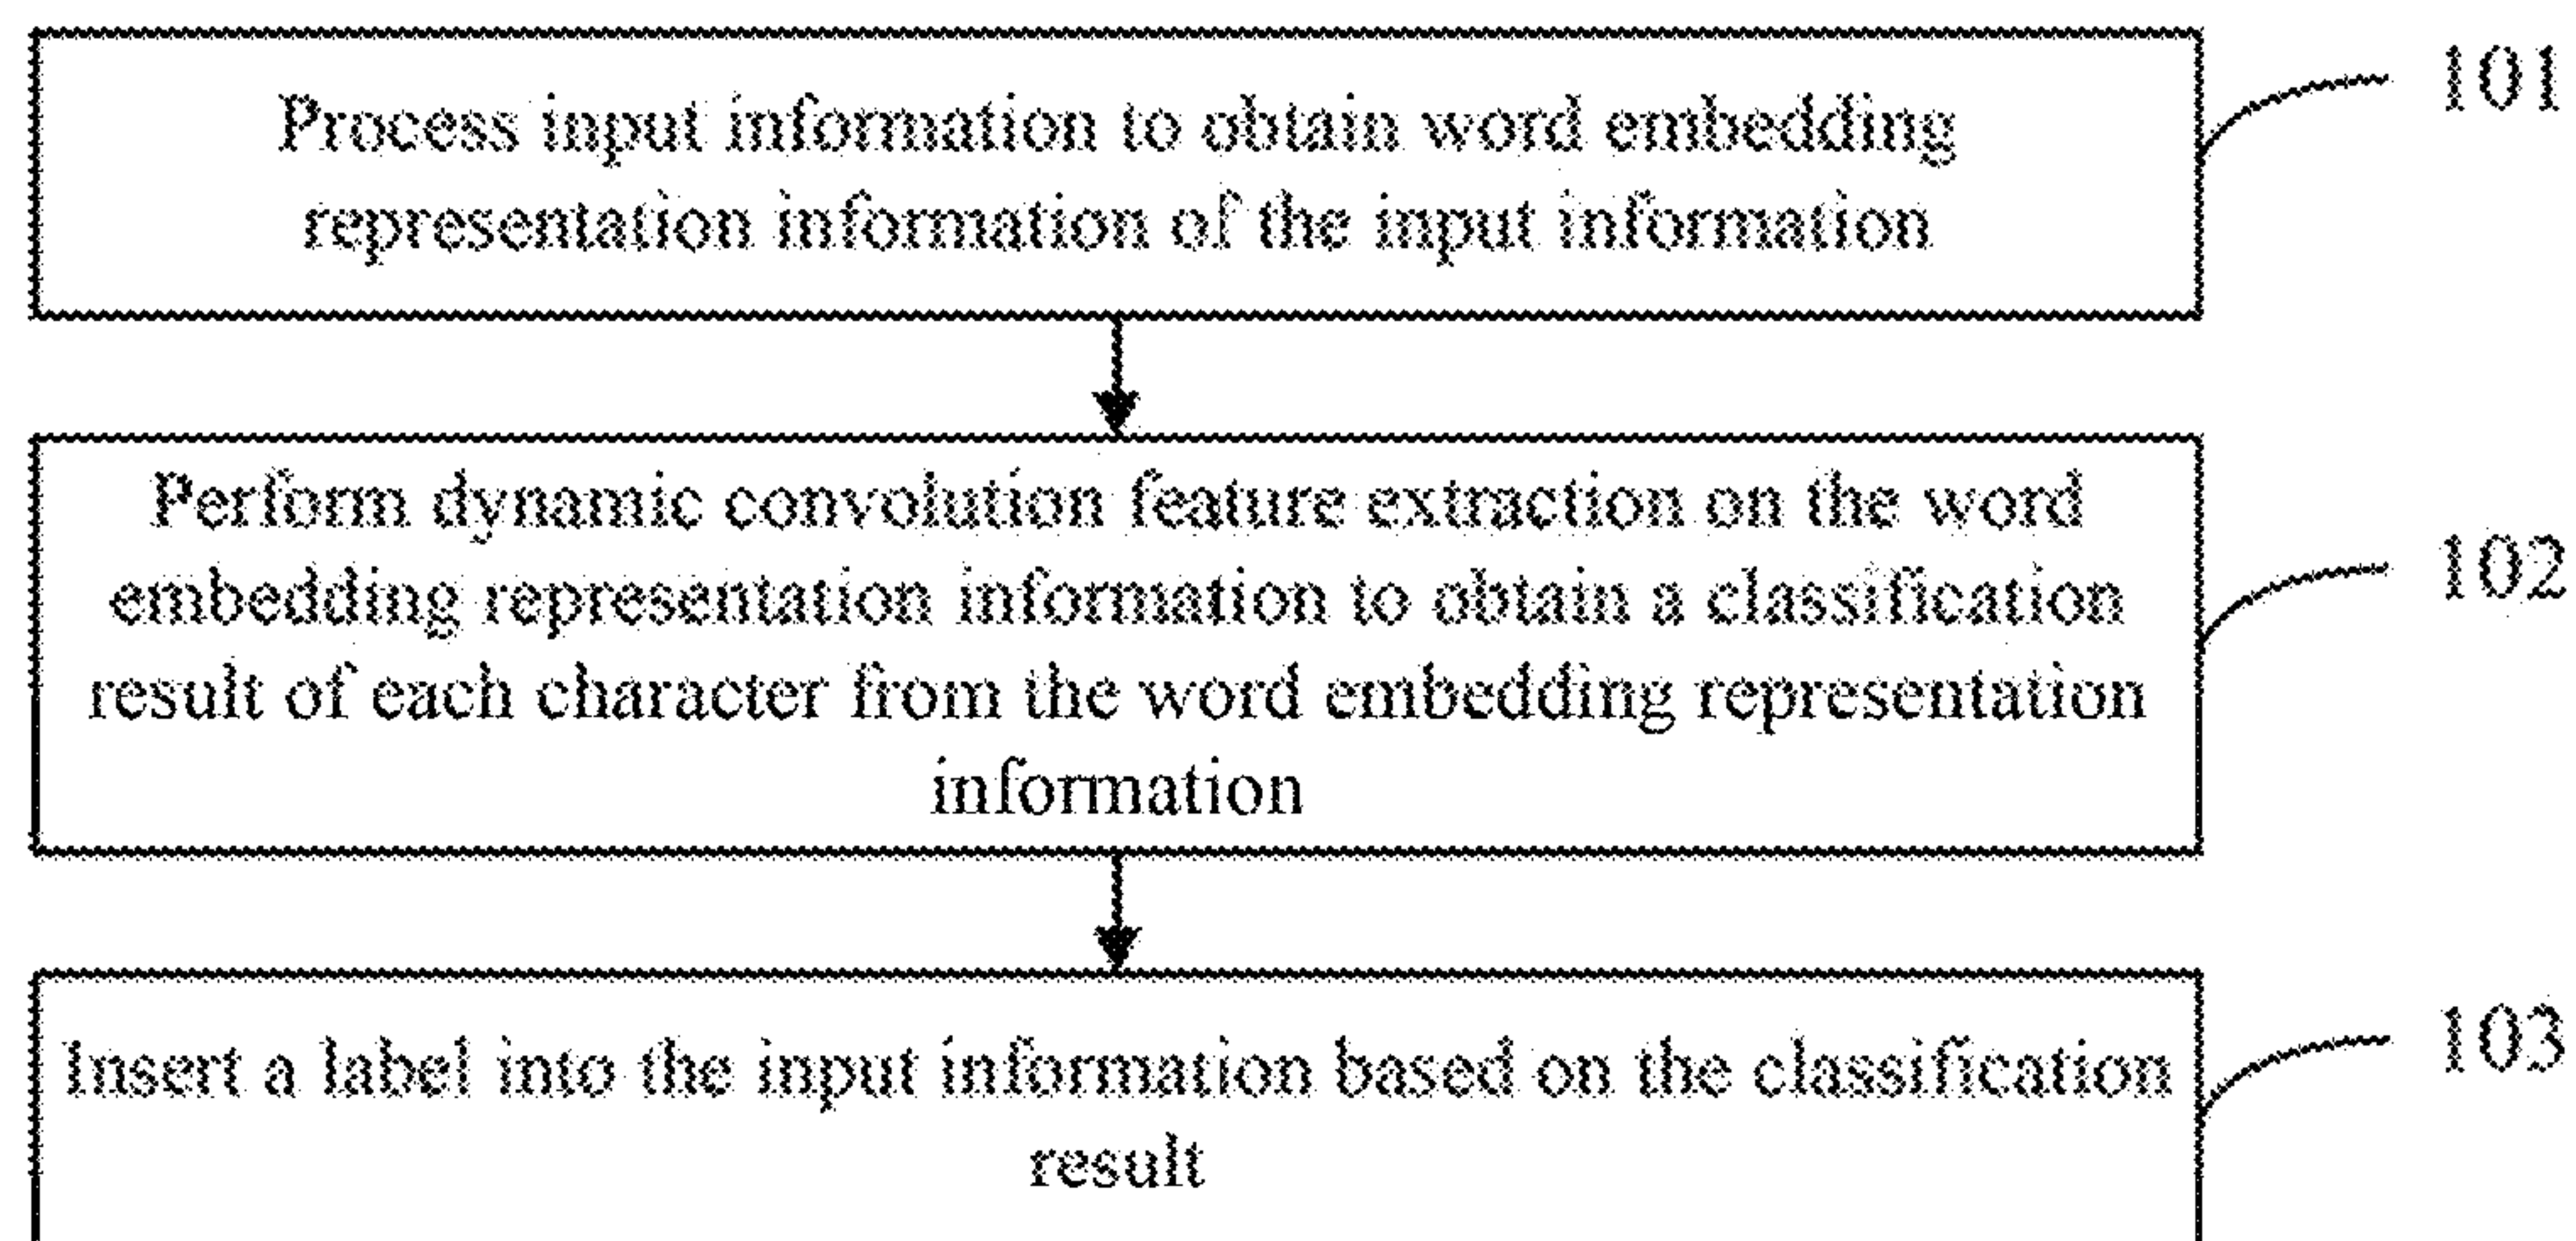 Process input information to obtain word embedding
representation information of the input information
101
Perform dynamic convolution feature extraction on the word
embedding representation information to obtain a classification
result of each character from the word embedding representation
information
102
Insert a label into the input information based on the classification
result
103